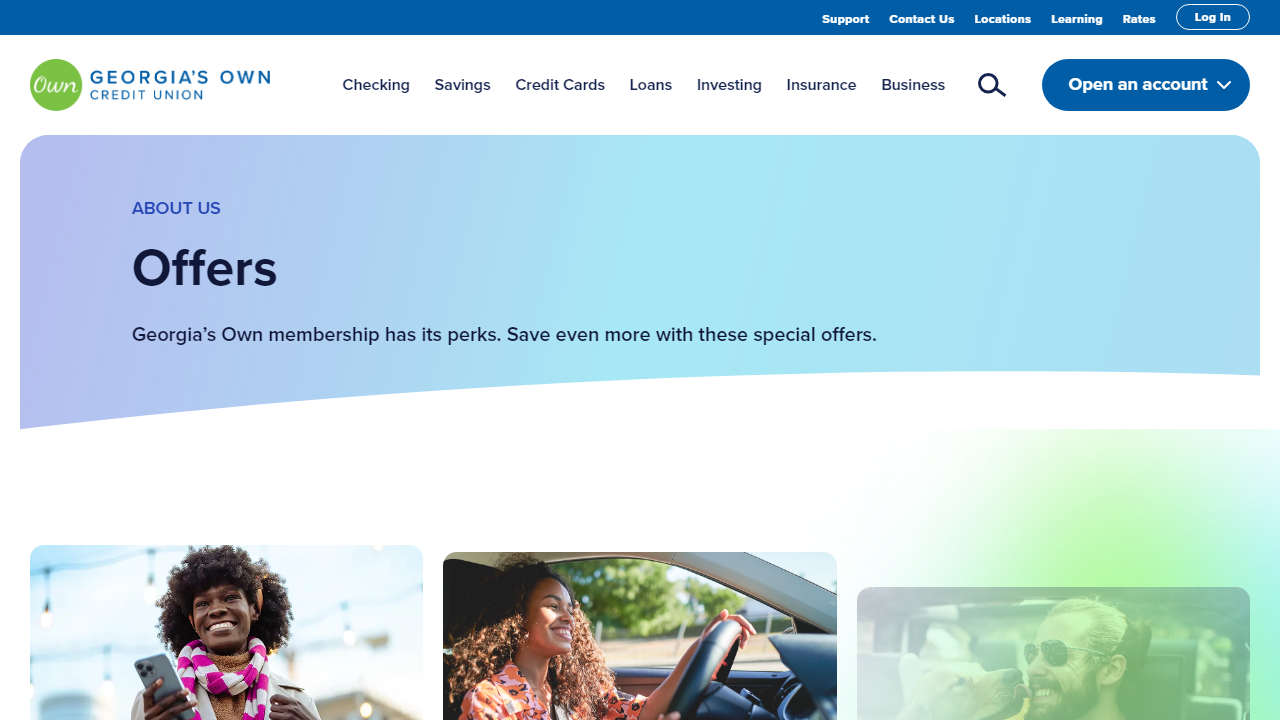 Support Contact Us Locations Learning Rates Log In
Own GEORGIA'S OWN
CREDIT UNION
Checking Savings Credit Cards Loans Investing Insurance Business Open an account
ABOUT US
Offers
Georgia’s Own membership has its perks. Save even more with these special offers.